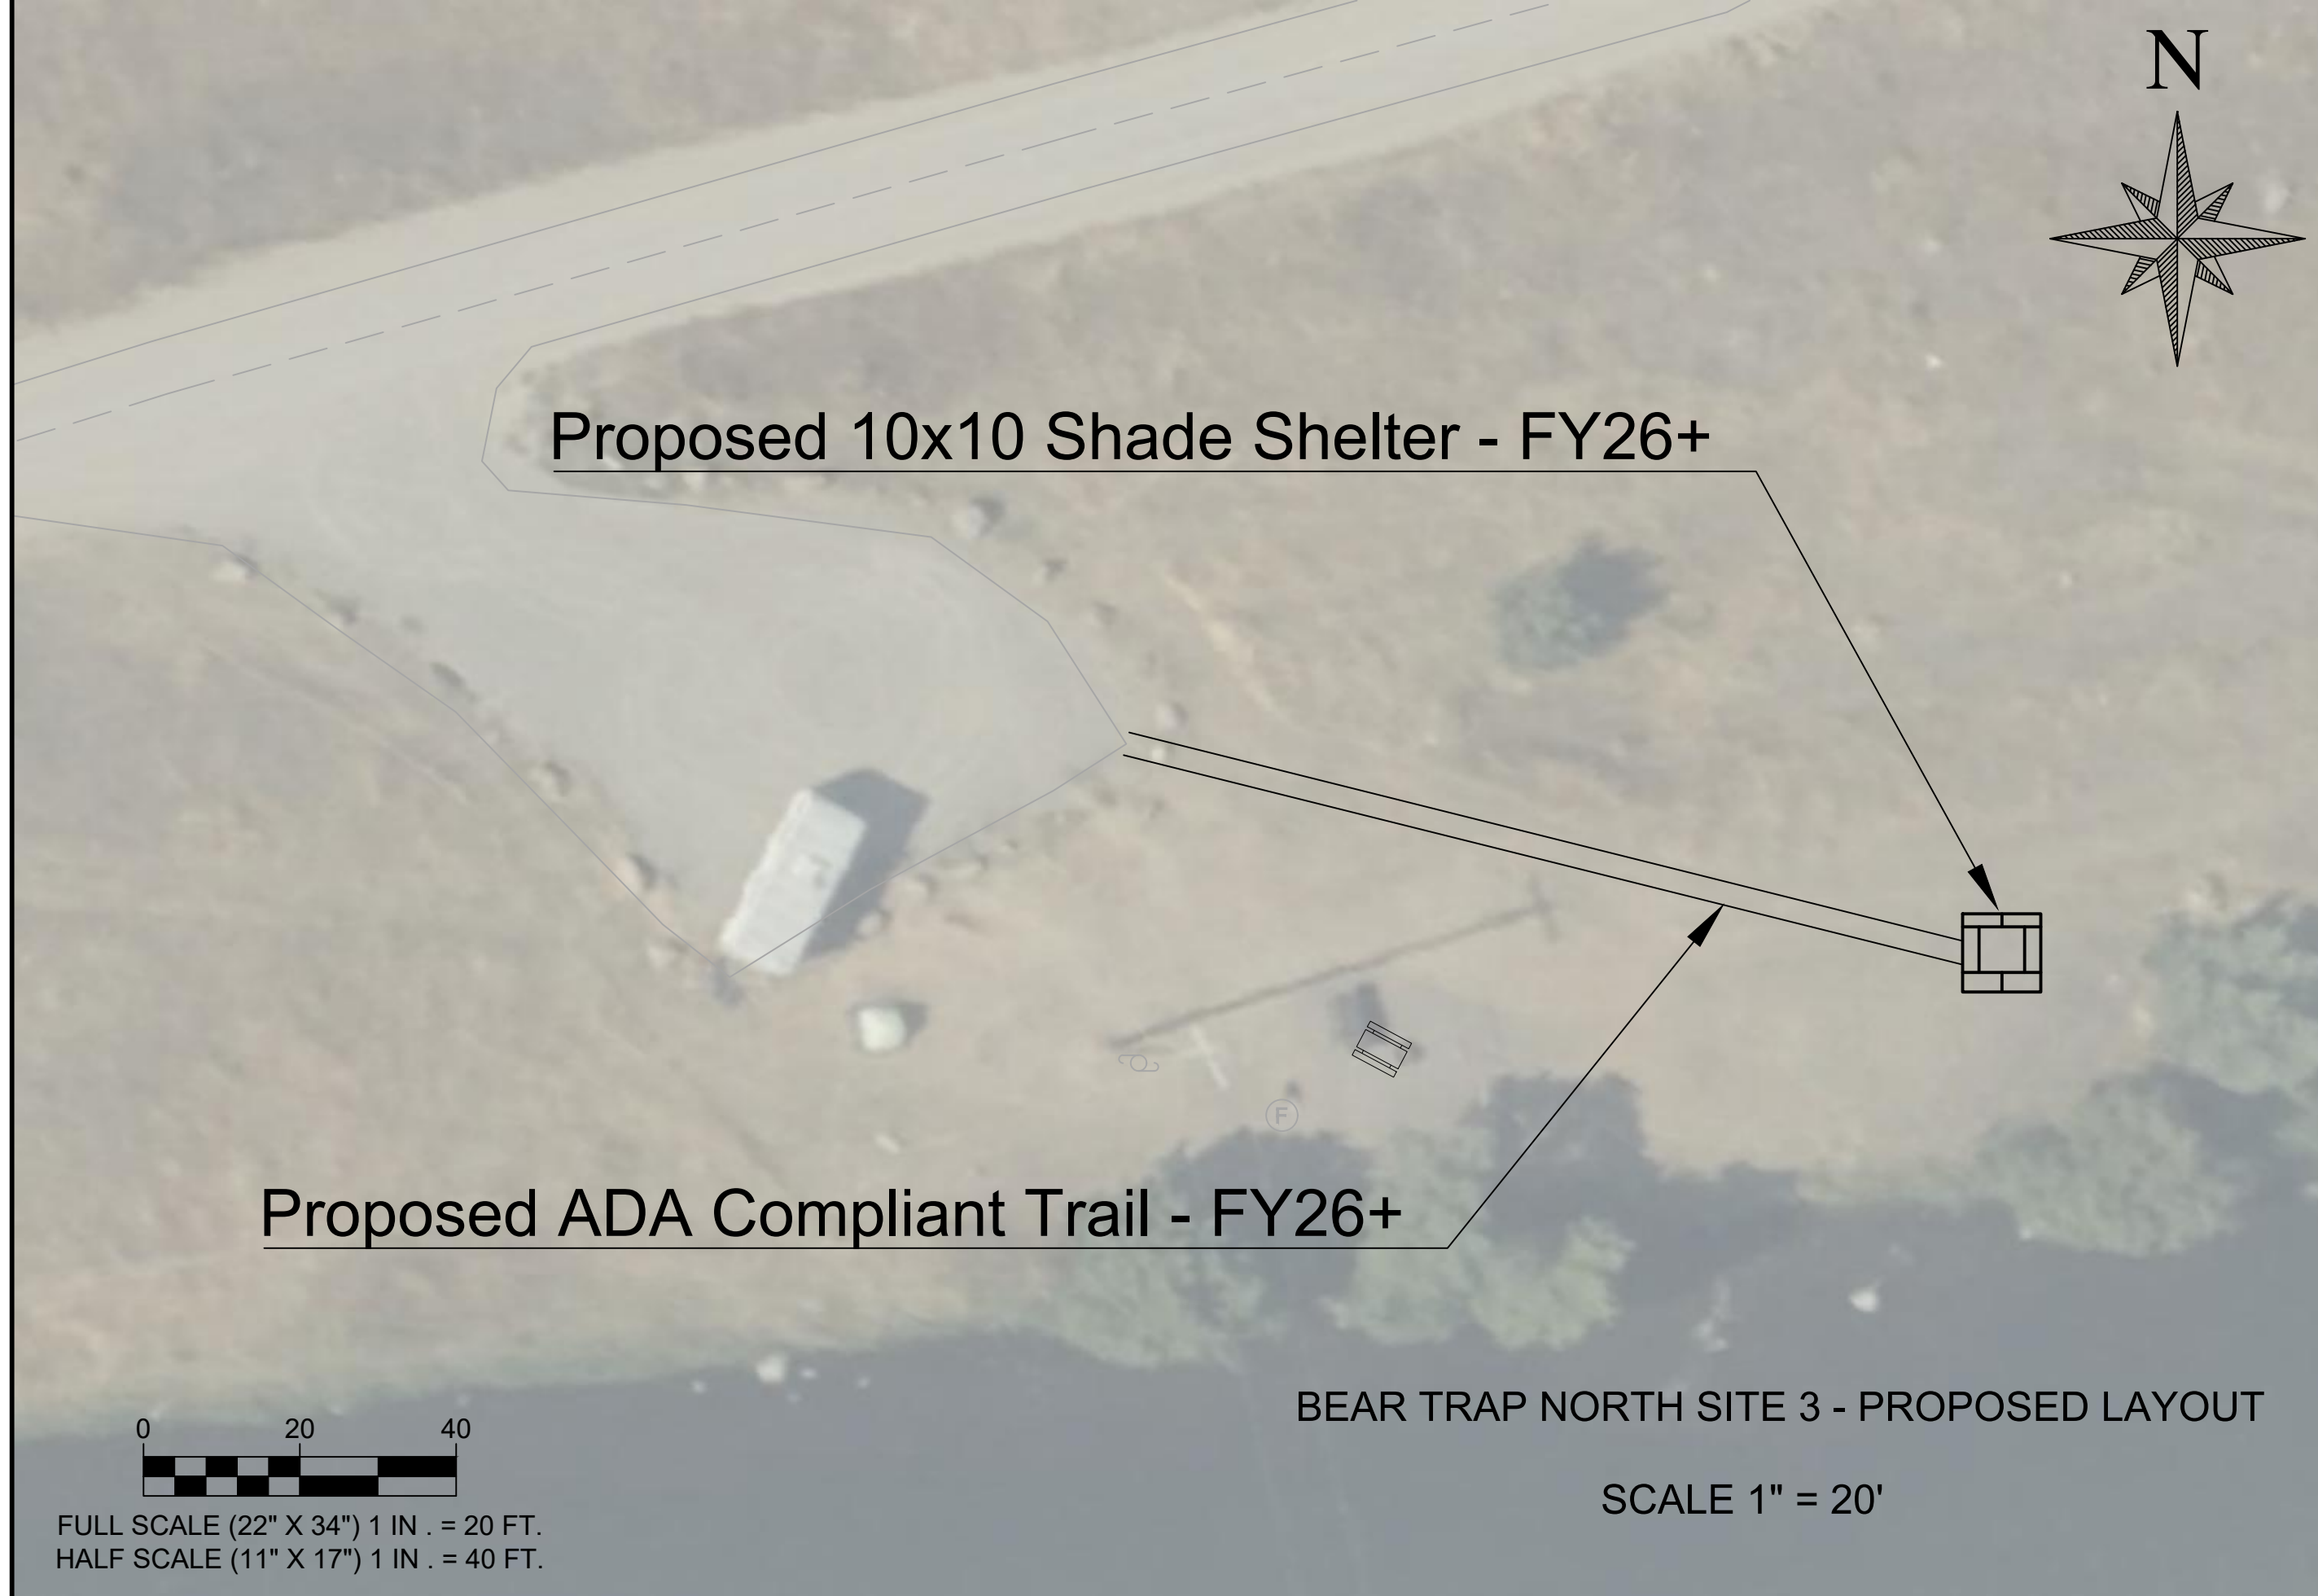 N
Proposed 10x10 Shade Shelter - FY26+
F
Proposed ADA Compliant Trail - FY26+
BEAR TRAP NORTH SITE 3 - PROPOSED LAYOUT
SCALE 1" = 20'
0 20 40
FULL SCALE (22" X 34") 1 IN . = 20 FT.
HALF SCALE (11" X 17") 1 IN . = 40 FT.